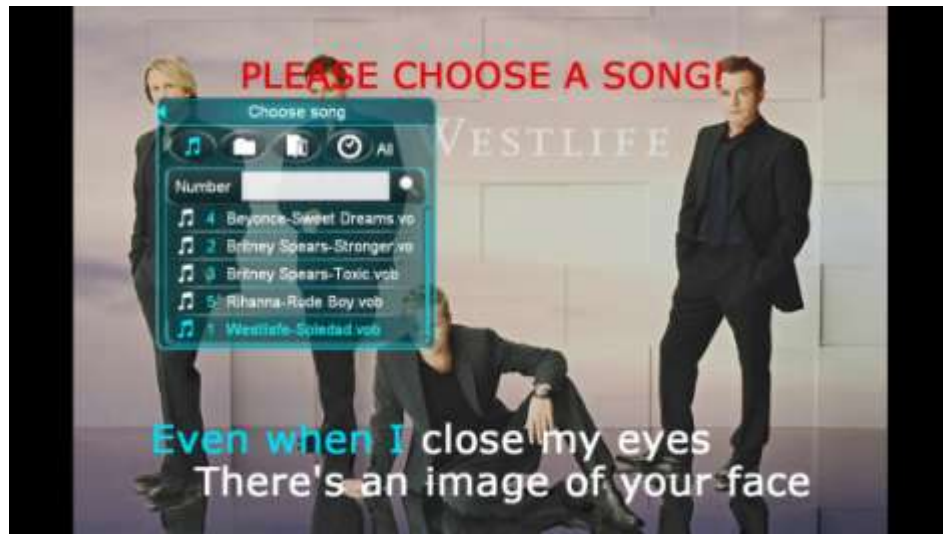 PLEASE CHOOSE A SONG!
Choose song
WESTLIFE
All
Number
4 Beyonce-Sweet Dreams.vo
2 Britney Spears-Stronger.vo
3 Britney Spears-Toxic.vob
5 Rihanna-Rude Boy.vob
1 Westlife-Soledad.vob
Even when I close my eyes
There's an image of your face